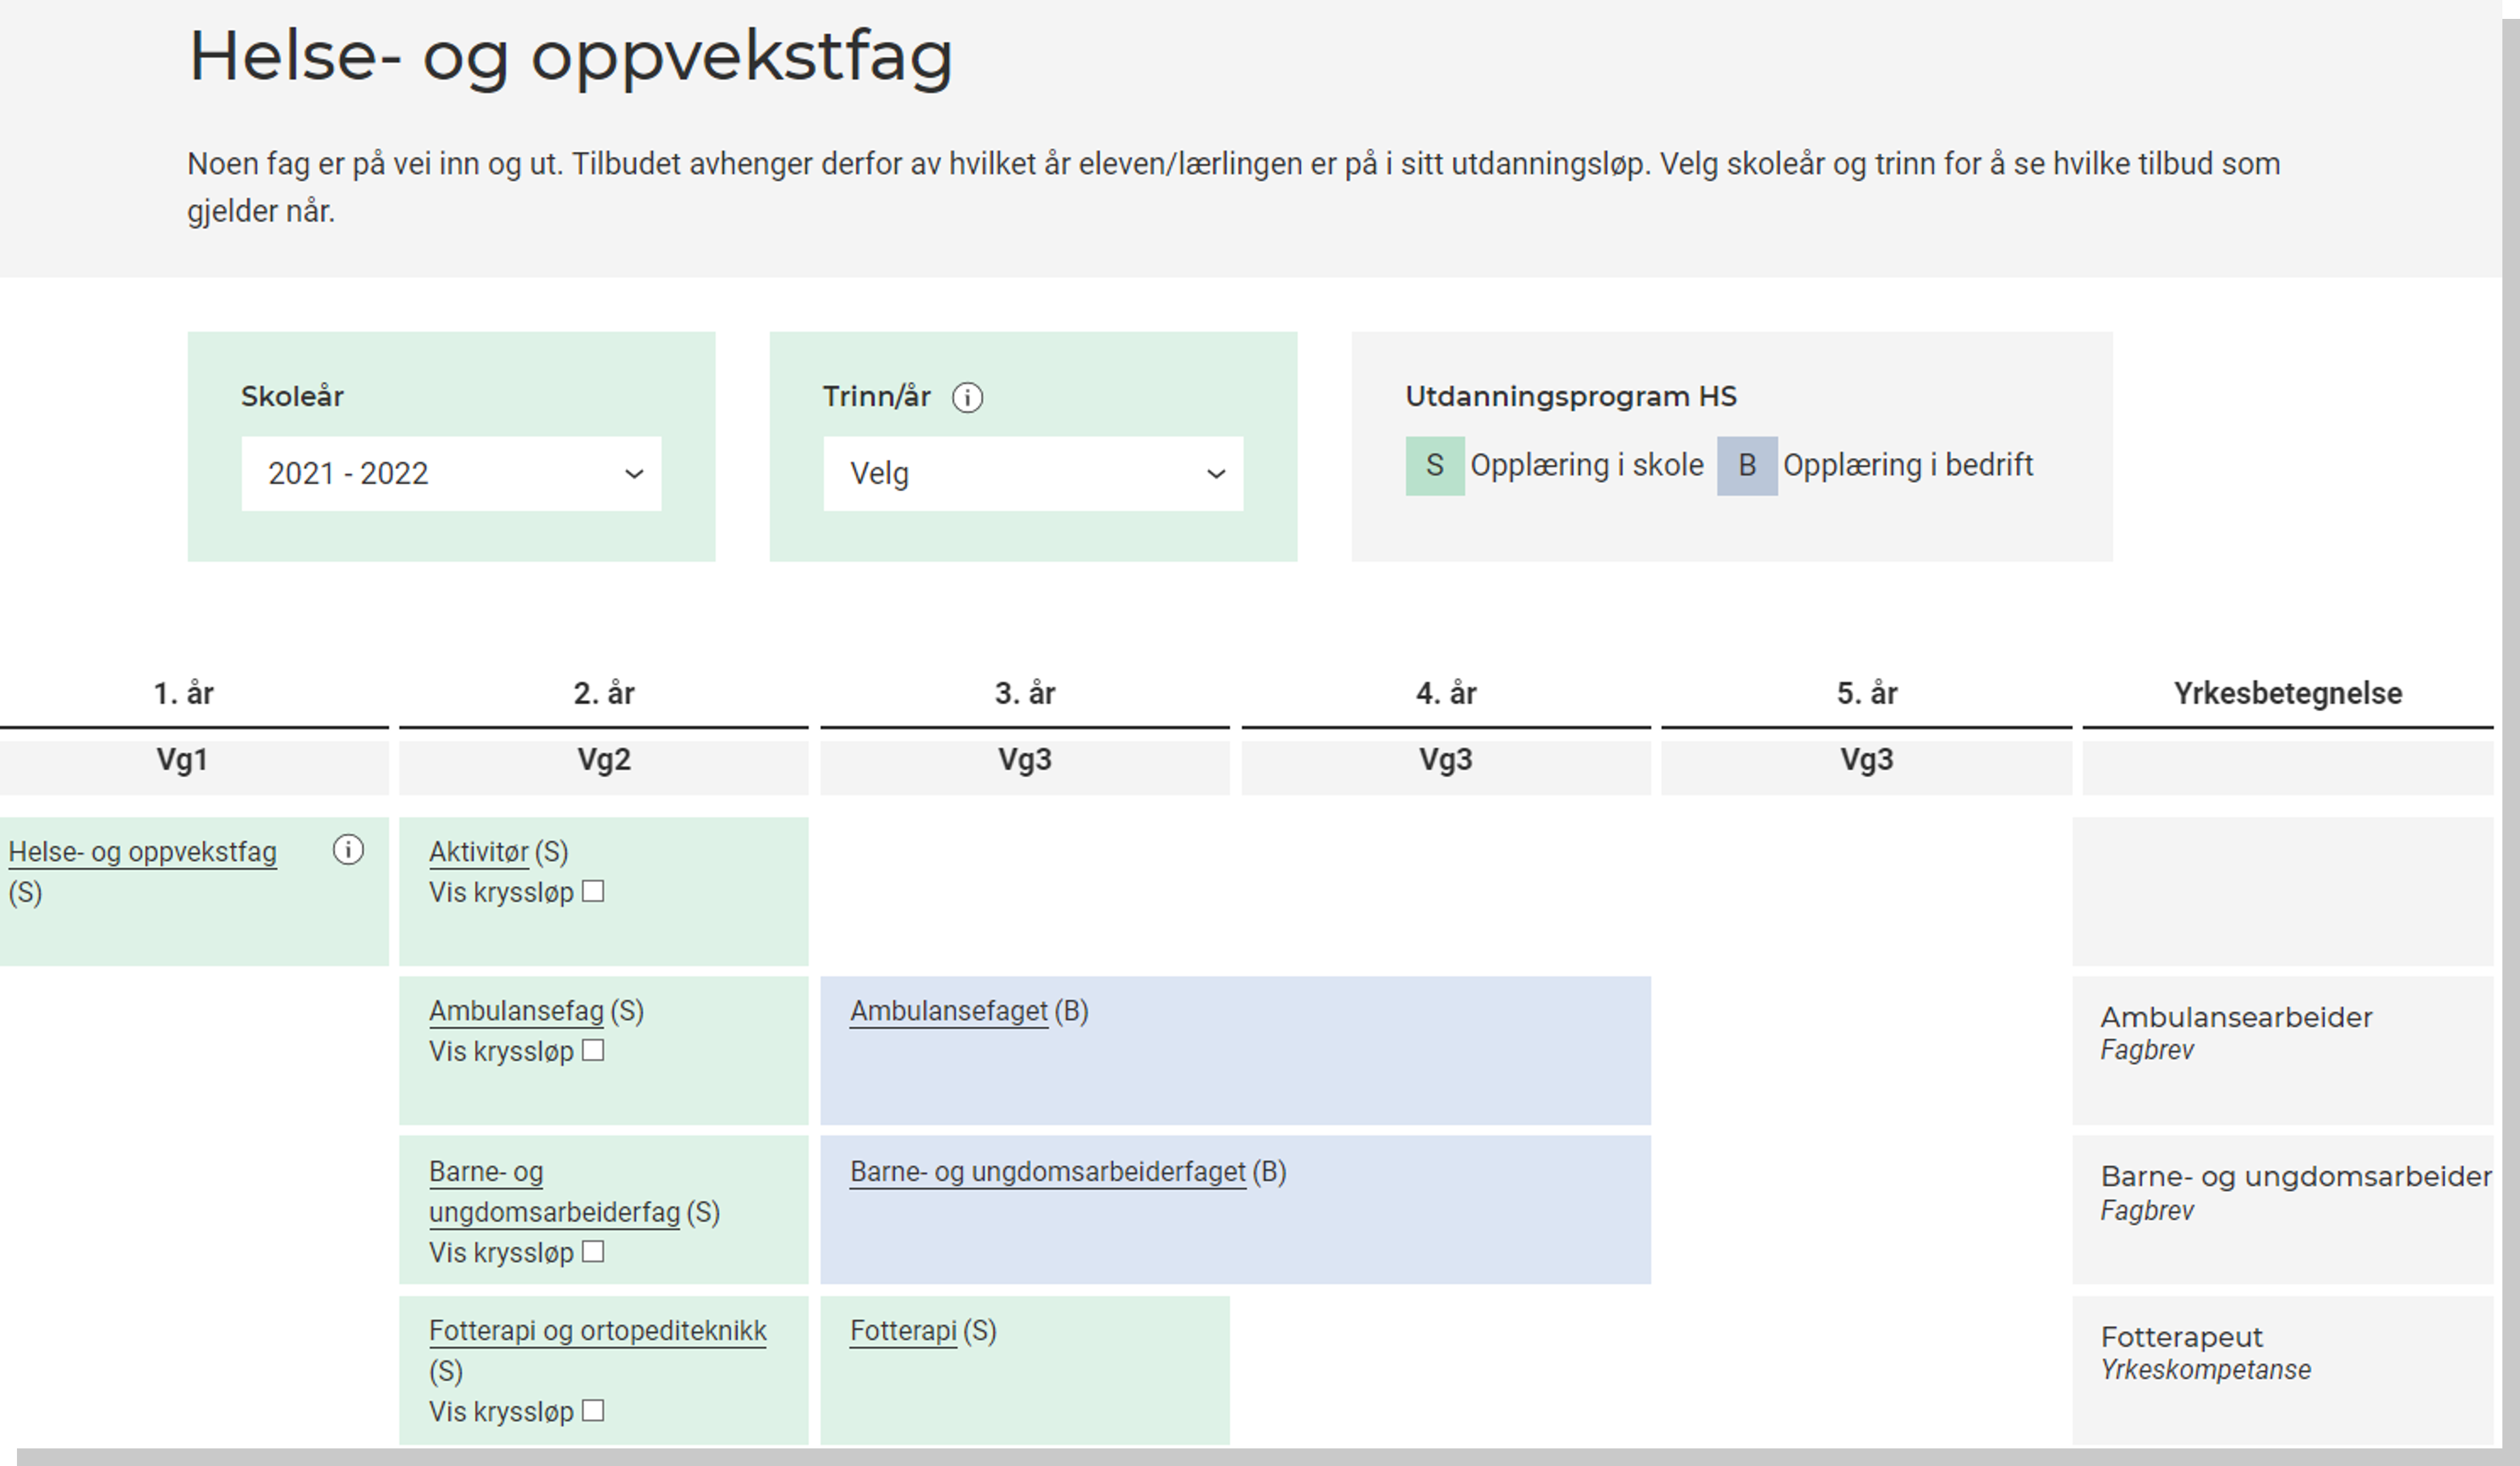 Helse- og oppvekstfag
Noen fag er på vei inn og ut. Tilbudet avhenger derfor av hvilket år eleven/lærlingen er på i sitt utdanningsløp. Velg skoleår og trinn for å se hvilke tilbud som
gjelder når.
Skoleår
2021 - 2022
Trinn/år
Velg
Utdanningsprogram HS
S Opplæring i skole B Opplæring i bedrift
1. år 2. år 3. år 4. år 5. år Yrkesbetegnelse
Vg1 Vg2 Vg3 Vg3 Vg3
Helse- og oppvekstfag
(S)
Aktivitør (S)
Vis kryssløp
Ambulansefag (S)
Vis kryssløp
Ambulansefaget (B)
Ambulansearbeider
Fagbrev
Barne- og
ungdomsarbeiderfag (S)
Vis kryssløp
Barne- og ungdomsarbeiderfaget (B)
Barne- og ungdomsarbeider
Fagbrev
Fotterapi og ortopediteknikk
(S)
Vis kryssløp
Fotterapi (S)
Fotterapeut
Yrkeskompetanse